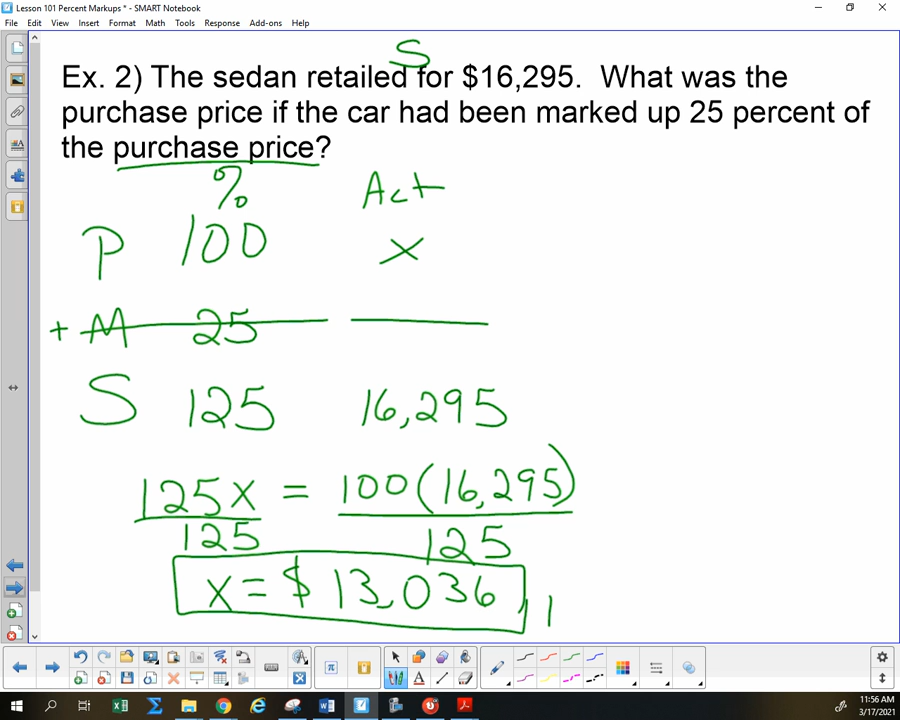 Lesson 101 Percent Markups * - SMART Notebook
File Edit View Insert Format Math Tools Response Add-ons Help
S
Ex. 2) The sedan retailed for $16,295. What was the
purchase price if the car had been marked up 25 percent of
the purchase price?
% Act
P 100 x
+ M 25
S 125 16,295
125x = 100(16,295)
125 125
x = $13,036
11:56 AM
3/17/2021